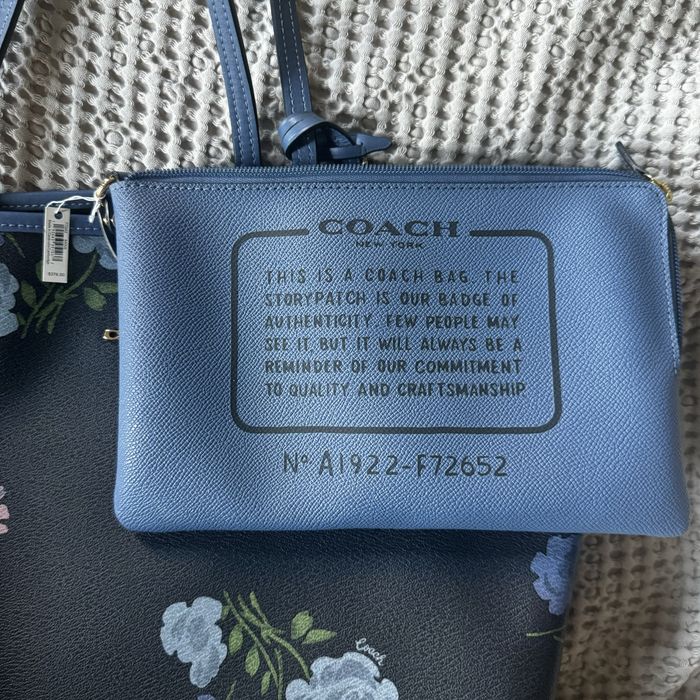 COACH
NEW YORK
THIS IS A COACH BAG. THE
STORYPATCH IS OUR BADGE OF
AUTHENTICITY. FEW PEOPLE MAY
SEE IT, BUT IT WILL ALWAYS BE A
REMINDER OF OUR COMMITMENT
TO QUALITY AND CRAFTSMANSHIP.
Nº A1922-F72652
Coach